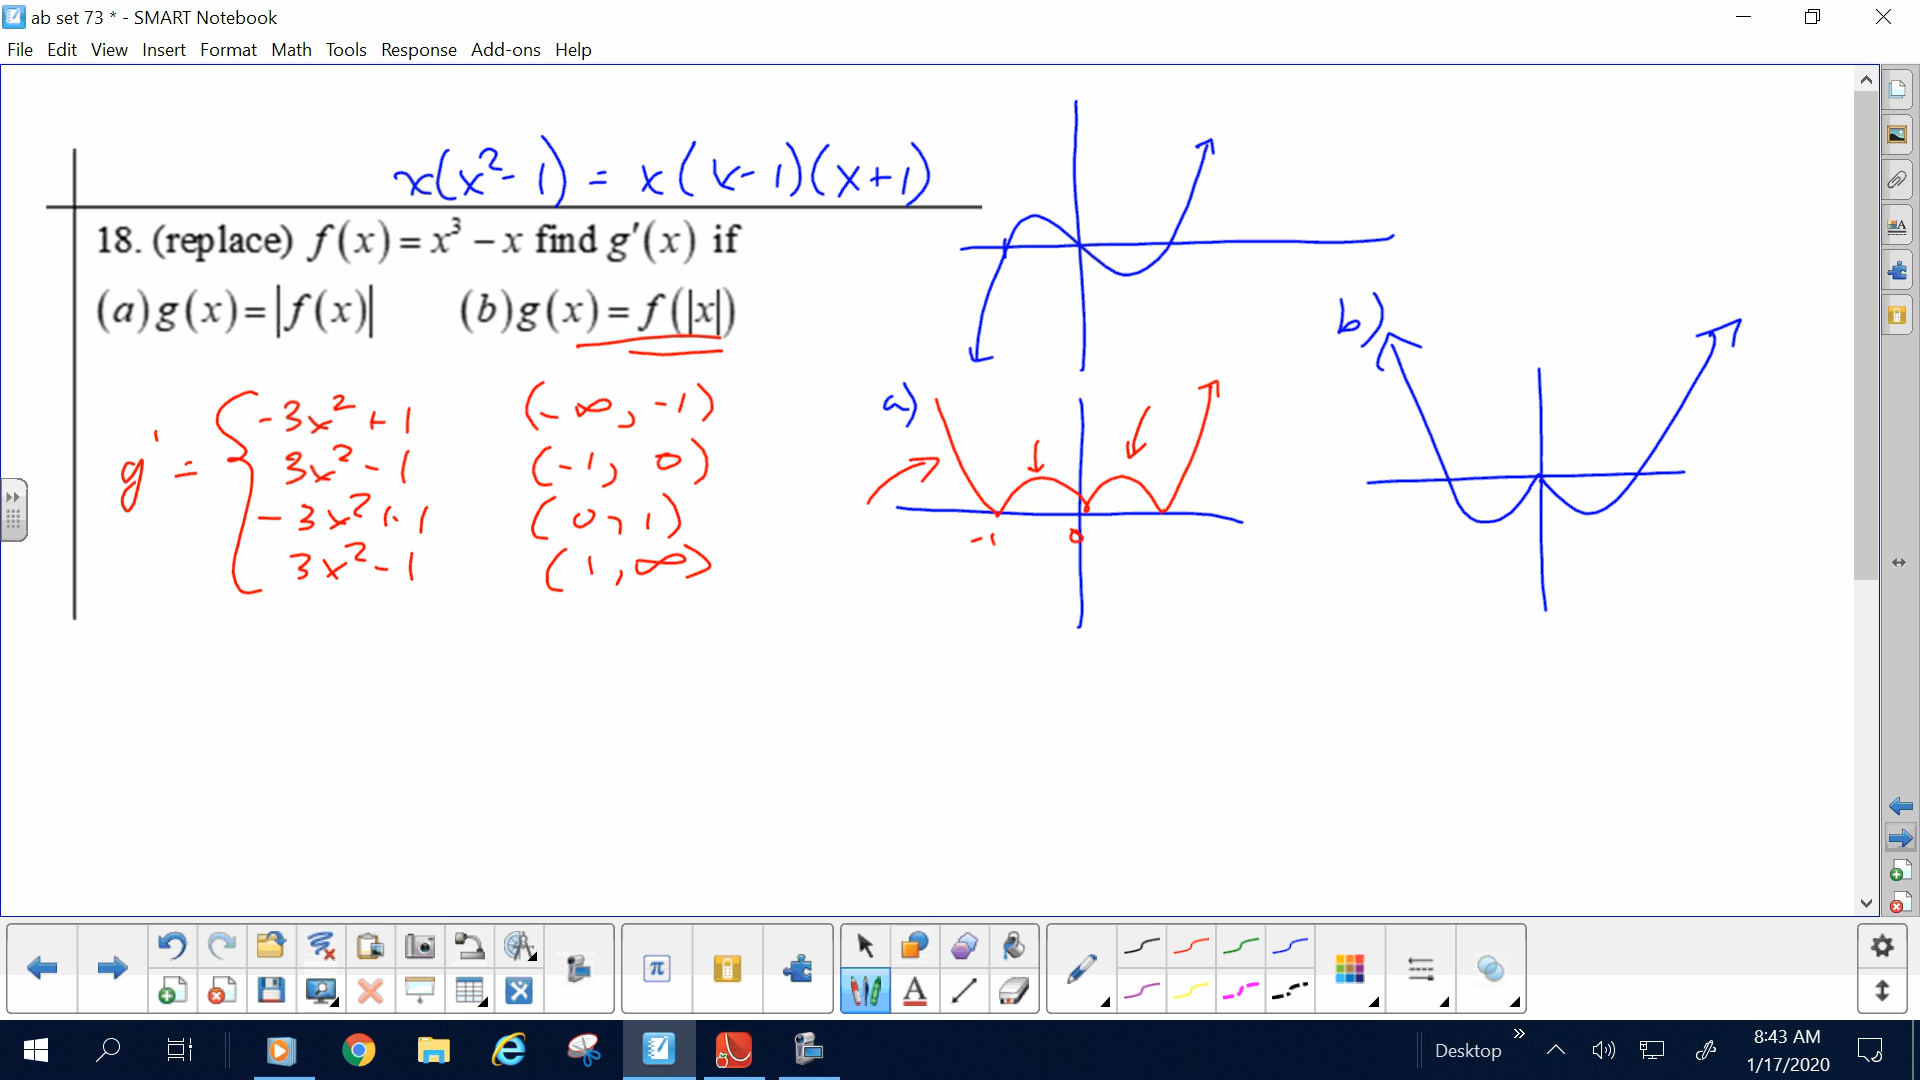 ab set 73 * - SMART Notebook
File Edit View Insert Format Math Tools Response Add-ons Help
x(x²-1) = x(x-1)(x+1)
18. (replace) f(x) = x³ − x find g′(x) if
(a) g(x) = |f(x)| (b) g(x) = f(|x|)
g' = { -3x²+1 (-∞, -1)
3x²-1 (-1, 0)
-3x²+1 (0, 1)
3x²-1 (1, ∞)
a)
-1 0
b)
π
A
Desktop
8:43 AM
1/17/2020